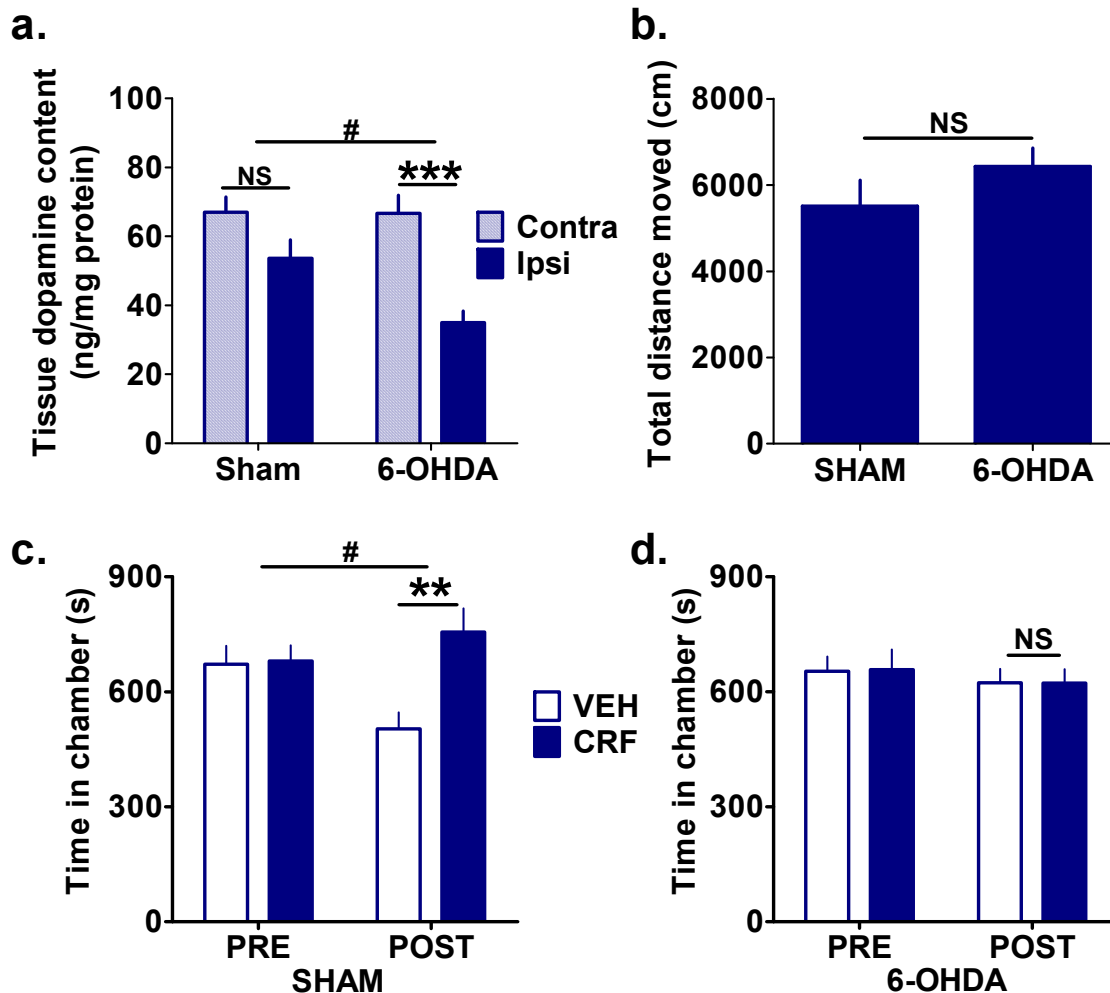 a.
Tissue dopamine content
(ng/mg protein)
100
80
60
40
20
0
#
NS
***
Contra
Ipsi
Sham
6-OHDA
b.
Total distance moved (cm)
8000
6000
4000
2000
0
NS
SHAM
6-OHDA
c.
Time in chamber (s)
900
600
300
0
#
**
VEH
CRF
PRE
POST
SHAM
d.
Time in chamber (s)
900
600
300
0
NS
PRE
POST
6-OHDA